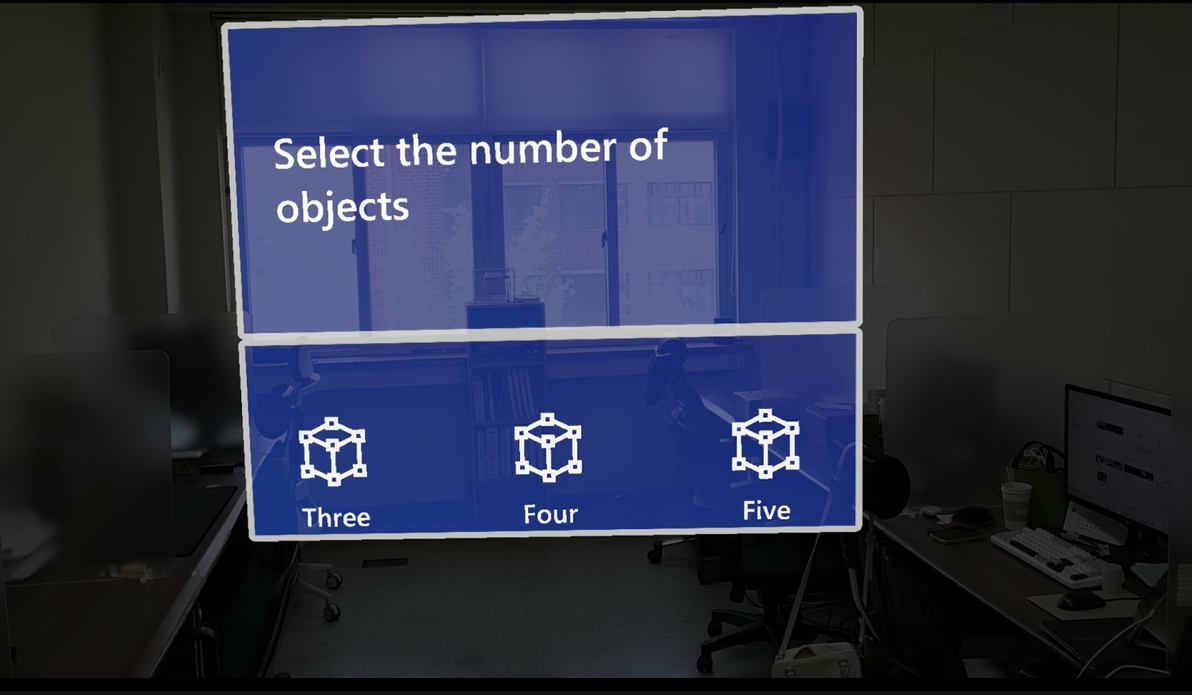 Select the number of
objects
Three
Four
Five